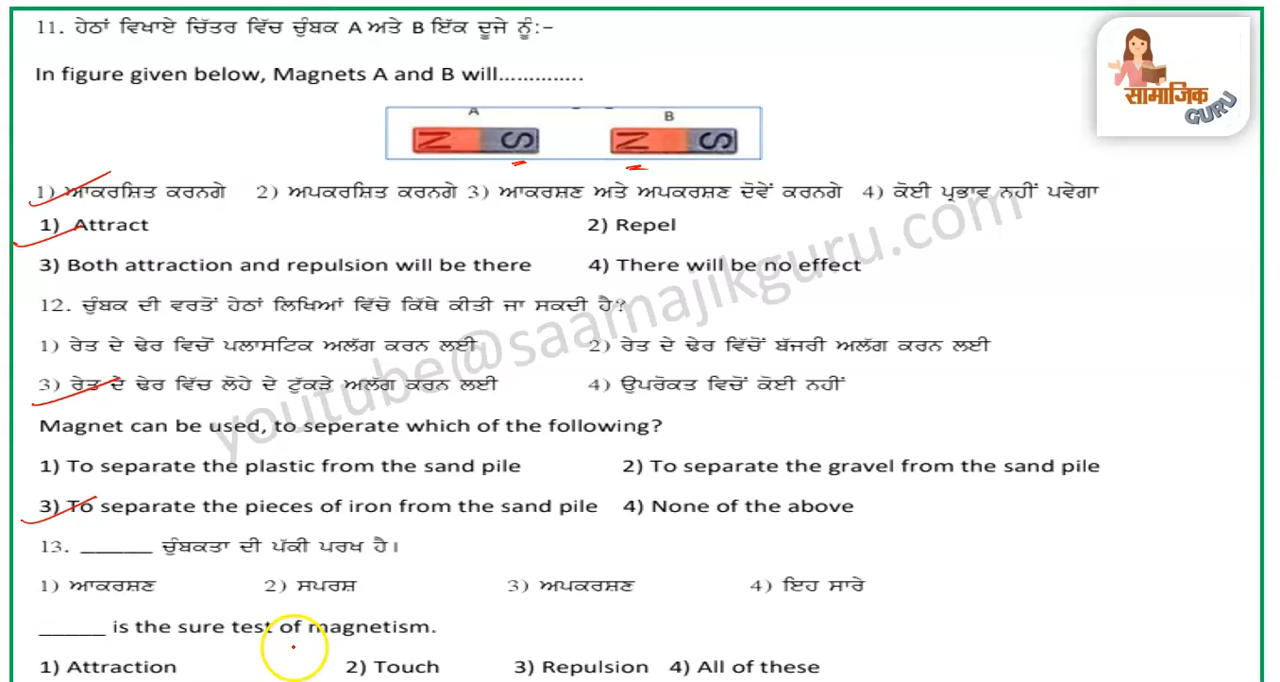 11. ਹੇਠਾਂ ਵਿਖਾਏ ਚਿੱਤਰ ਵਿੱਚ ਚੁੰਬਕ A ਅਤੇ B ਇੱਕ ਦੂਜੇ ਨੂੰ:-
In figure given below, Magnets A and B will..............
A B
N S N S
1) ਆਕਰਸ਼ਿਤ ਕਰਨਗੇ 2) ਅਪਕਰਸ਼ਿਤ ਕਰਨਗੇ 3) ਆਕਰਸ਼ਣ ਅਤੇ ਅਪਕਰਸ਼ਣ ਦੋਵੇਂ ਕਰਨਗੇ 4) ਕੋਈ ਪ੍ਰਭਾਵ ਨਹੀਂ ਪਵੇਗਾ
1) Attract 2) Repel
3) Both attraction and repulsion will be there 4) There will be no effect
12. ਚੁੰਬਕ ਦੀ ਵਰਤੋਂ ਹੇਠਾਂ ਲਿਖਿਆਂ ਵਿੱਚੋ ਕਿੱਥੇ ਕੀਤੀ ਜਾ ਸਕਦੀ ਹੈ?
1) ਰੇਤ ਦੇ ਢੇਰ ਵਿਚੋਂ ਪਲਾਸਟਿਕ ਅਲੱਗ ਕਰਨ ਲਈ 2) ਰੇਤ ਦੇ ਢੇਰ ਵਿੱਚੋਂ ਬੱਜਰੀ ਅਲੱਗ ਕਰਨ ਲਈ
3) ਰੇਤ ਦੇ ਢੇਰ ਵਿੱਚ ਲੋਹੇ ਦੇ ਟੁੱਕੜੇ ਅਲੱਗ ਕਰਨ ਲਈ 4) ਉਪਰੋਕਤ ਵਿਚੋਂ ਕੋਈ ਨਹੀਂ
Magnet can be used, to seperate which of the following?
1) To separate the plastic from the sand pile 2) To separate the gravel from the sand pile
3) To separate the pieces of iron from the sand pile 4) None of the above
13. ______ ਚੁੰਬਕਤਾ ਦੀ ਪੱਕੀ ਪਰਖ ਹੈ।
1) ਆਕਰਸ਼ਣ 2) ਸਪਰਸ਼ 3) ਅਪਕਰਸ਼ਣ 4) ਇਹ ਸਾਰੇ
______ is the sure test of magnetism.
1) Attraction 2) Touch 3) Repulsion 4) All of these
सामाजिक
GURU
youtube@saamajikguru.com